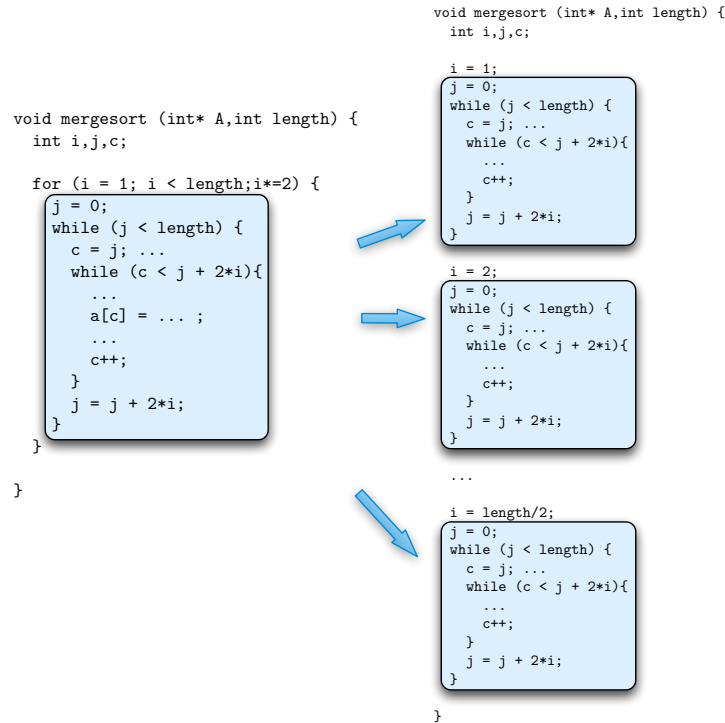 void mergesort (int* A,int length) {
int i,j,c;
for (i = 1; i < length;i*=2) {
j = 0;
while (j < length) {
c = j; ...
while (c < j + 2*i){
...
a[c] = ... ;
...
c++;
}
j = j + 2*i;
}
}
}
void mergesort (int* A,int length) {
int i,j,c;
i = 1;
j = 0;
while (j < length) {
c = j; ...
while (c < j + 2*i){
...
c++;
}
j = j + 2*i;
}
i = 2;
j = 0;
while (j < length) {
c = j; ...
while (c < j + 2*i){
...
c++;
}
j = j + 2*i;
}
...
i = length/2;
j = 0;
while (j < length) {
c = j; ...
while (c < j + 2*i){
...
c++;
}
j = j + 2*i;
}
}